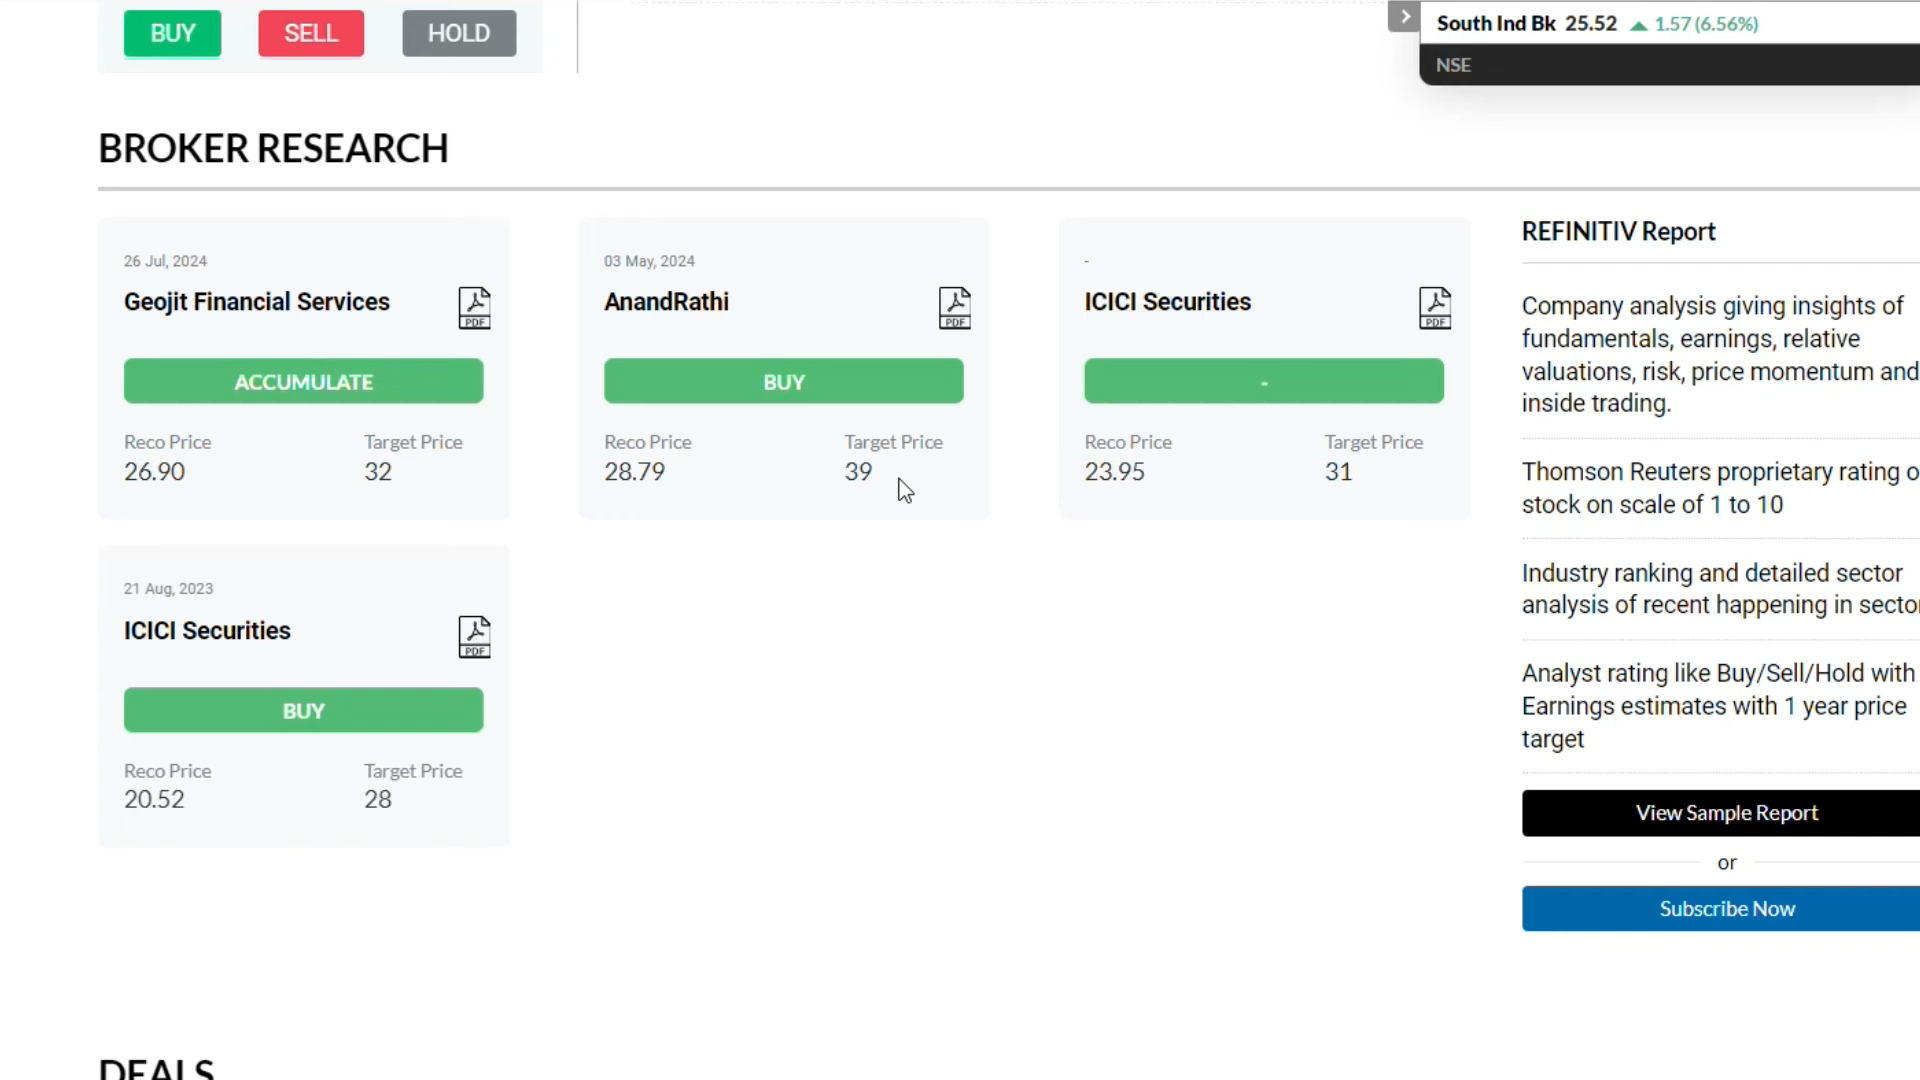 BUY SELL HOLD
South Ind Bk 25.52 ▲ 1.57 (6.56%)
NSE
BROKER RESEARCH
26 Jul, 2024
Geojit Financial Services
PDF
ACCUMULATE
Reco Price Target Price
26.90 32
03 May, 2024
AnandRathi
PDF
BUY
Reco Price Target Price
28.79 39
-
ICICI Securities
PDF
-
Reco Price Target Price
23.95 31
21 Aug, 2023
ICICI Securities
PDF
BUY
Reco Price Target Price
20.52 28
REFINITIV Report
Company analysis giving insights of
fundamentals, earnings, relative
valuations, risk, price momentum and
inside trading.
Thomson Reuters proprietary rating o
stock on scale of 1 to 10
Industry ranking and detailed sector
analysis of recent happening in secto
Analyst rating like Buy/Sell/Hold with
Earnings estimates with 1 year price
target
View Sample Report
or
Subscribe Now
DEALS